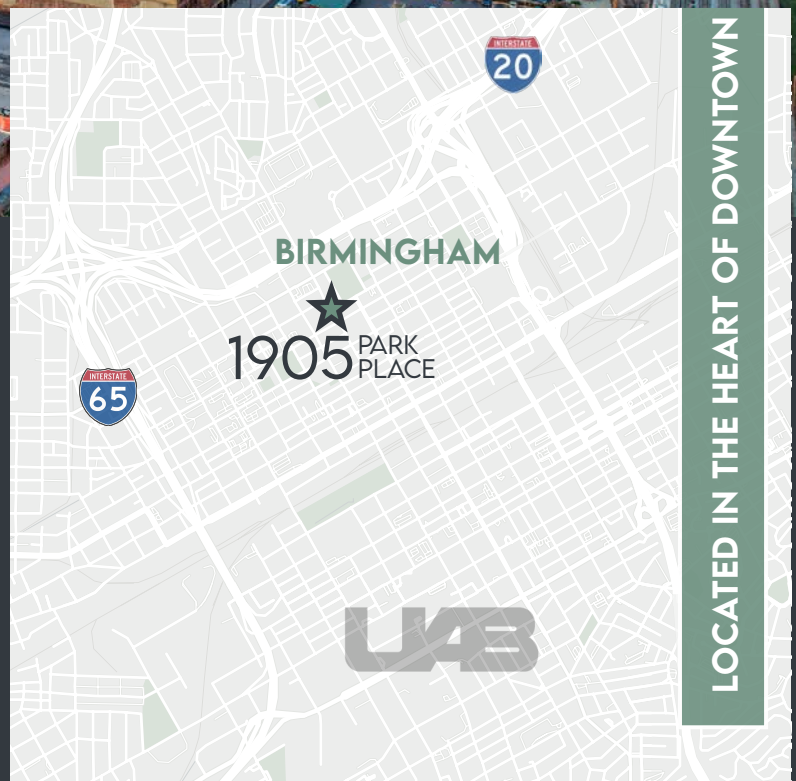 INTERSTATE
20
BIRMINGHAM
1905 PARK
PLACE
INTERSTATE
65
UAB
LOCATED IN THE HEART OF DOWNTOWN